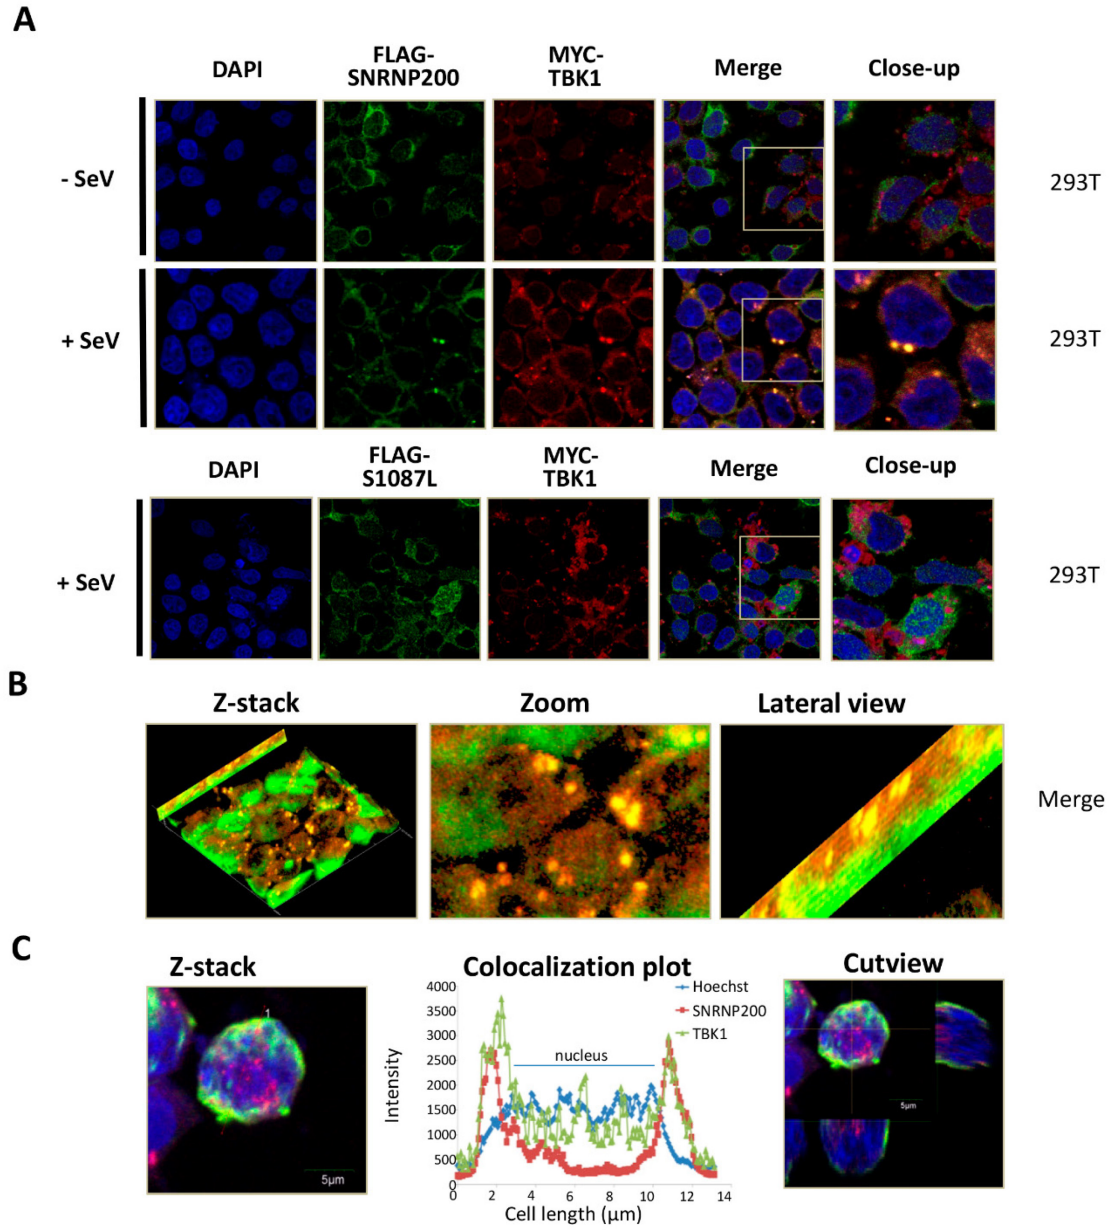 A
DAPI
FLAG-
SNRNP200
MYC-
TBK1
Merge
Close-up
- SeV
293T
+ SeV
293T
DAPI
FLAG-
S1087L
MYC-
TBK1
Merge
Close-up
+ SeV
293T
B
Z-stack
Zoom
Lateral view
Merge
C
Z-stack
Colocalization plot
Cutview
1
5µm
Hoechst
SNRNP200
TBK1
nucleus
Intensity
4000
3500
3000
2500
2000
1500
1000
500
0
0 2 4 6 8 10 12 14
Cell length (µm)
5µm